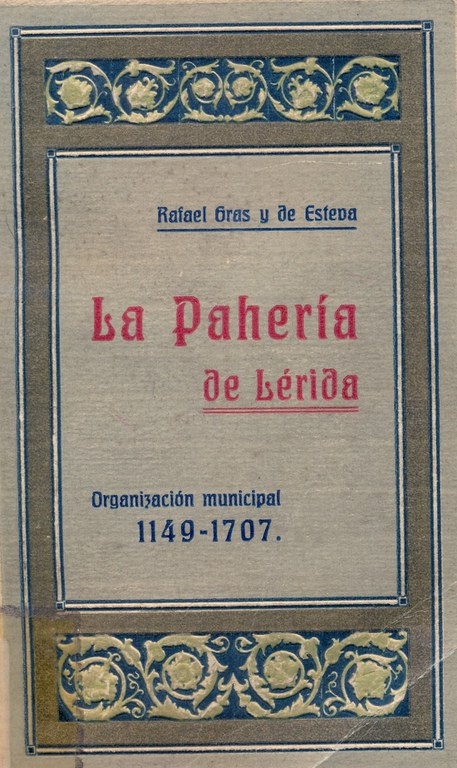 Rafael Gras y de Esteva
La Pahería
de Lérida
Organización municipal
1149-1707.